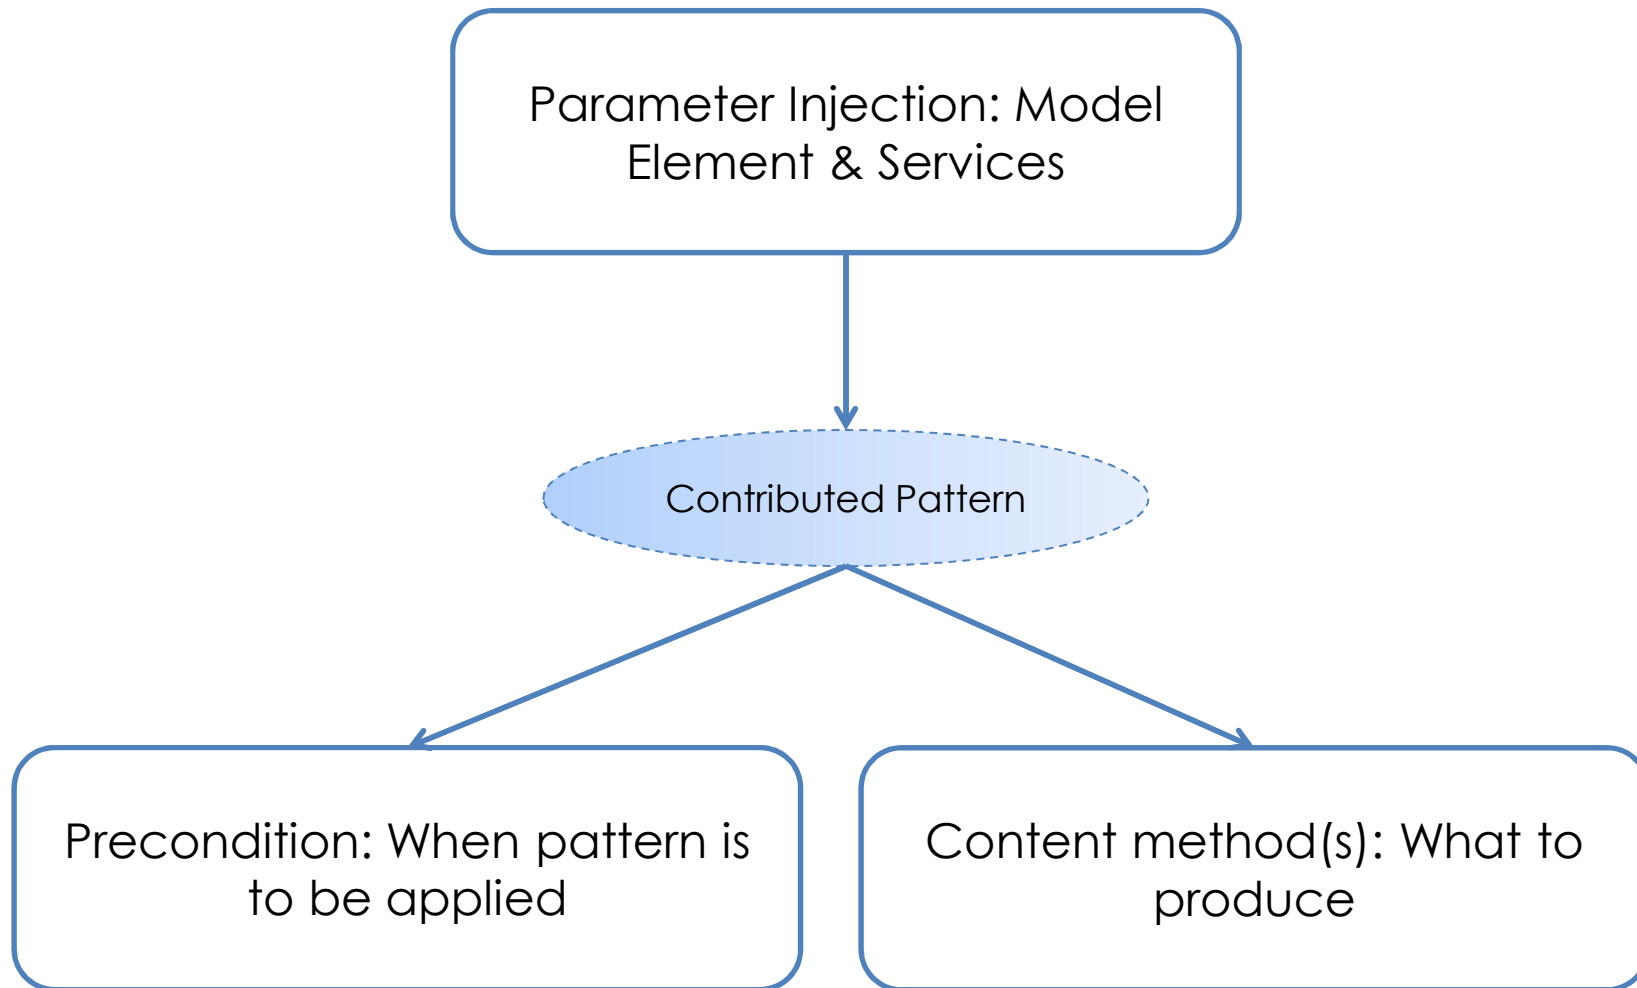 Parameter Injection: Model
Element & Services
Contributed Pattern
Precondition: When pattern is
to be applied
Content method(s): What to
produce